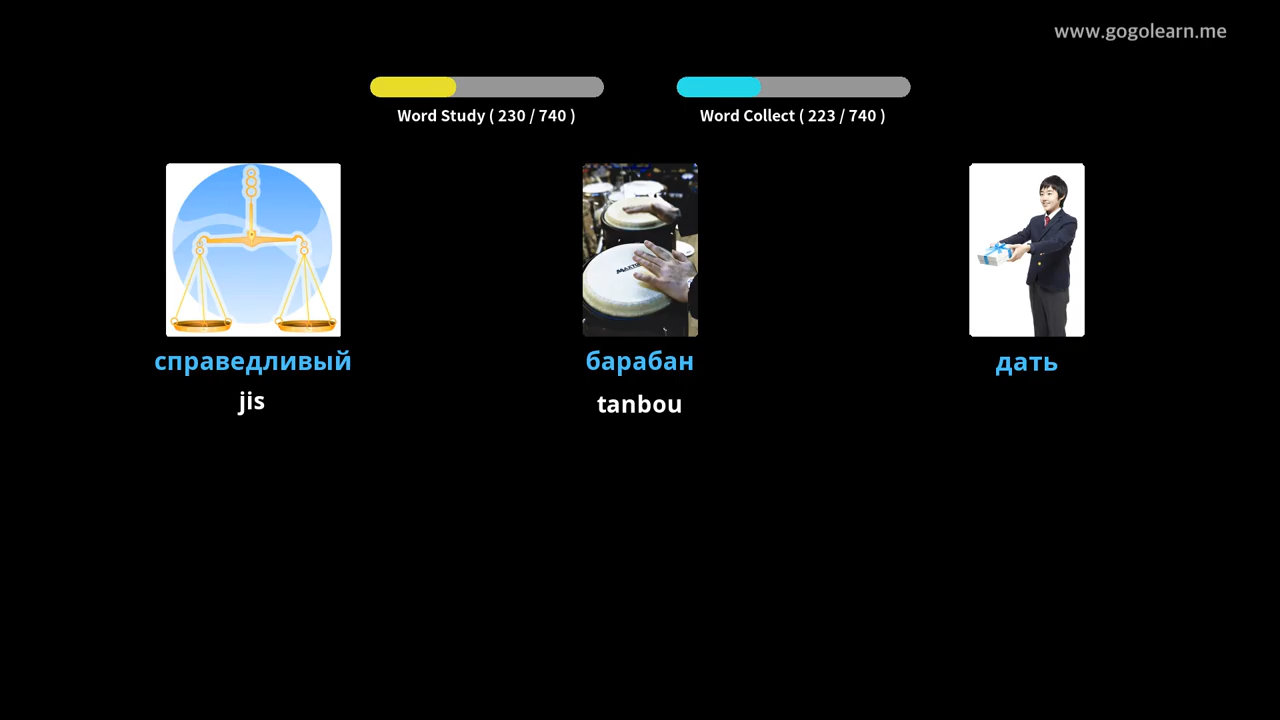 www.gogolearn.me
Word Study ( 230 / 740 )
Word Collect ( 223 / 740 )
справедливый
барабан
дать
jis
tanbou